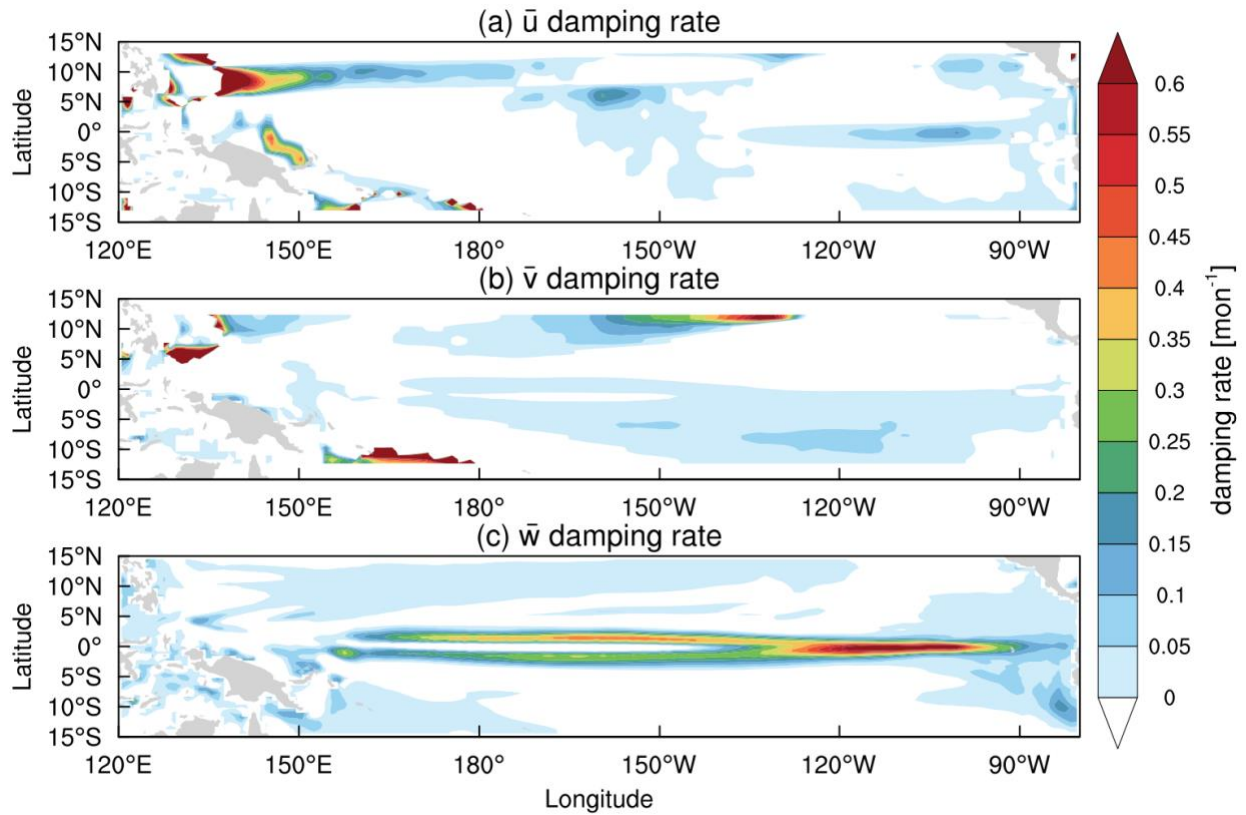 (a) ū damping rate
15°N
10°N
5°N
0°
5°S
10°S
15°S
Latitude
120°E 150°E 180° 150°W 120°W 90°W
(b) v̄ damping rate
15°N
10°N
5°N
0°
5°S
10°S
15°S
Latitude
120°E 150°E 180° 150°W 120°W 90°W
(c) w̄ damping rate
15°N
10°N
5°N
0°
5°S
10°S
15°S
Latitude
120°E 150°E 180° 150°W 120°W 90°W
Longitude
0.6
0.55
0.5
0.45
0.4
0.35
0.3
0.25
0.2
0.15
0.1
0.05
0
damping rate [mon⁻¹]